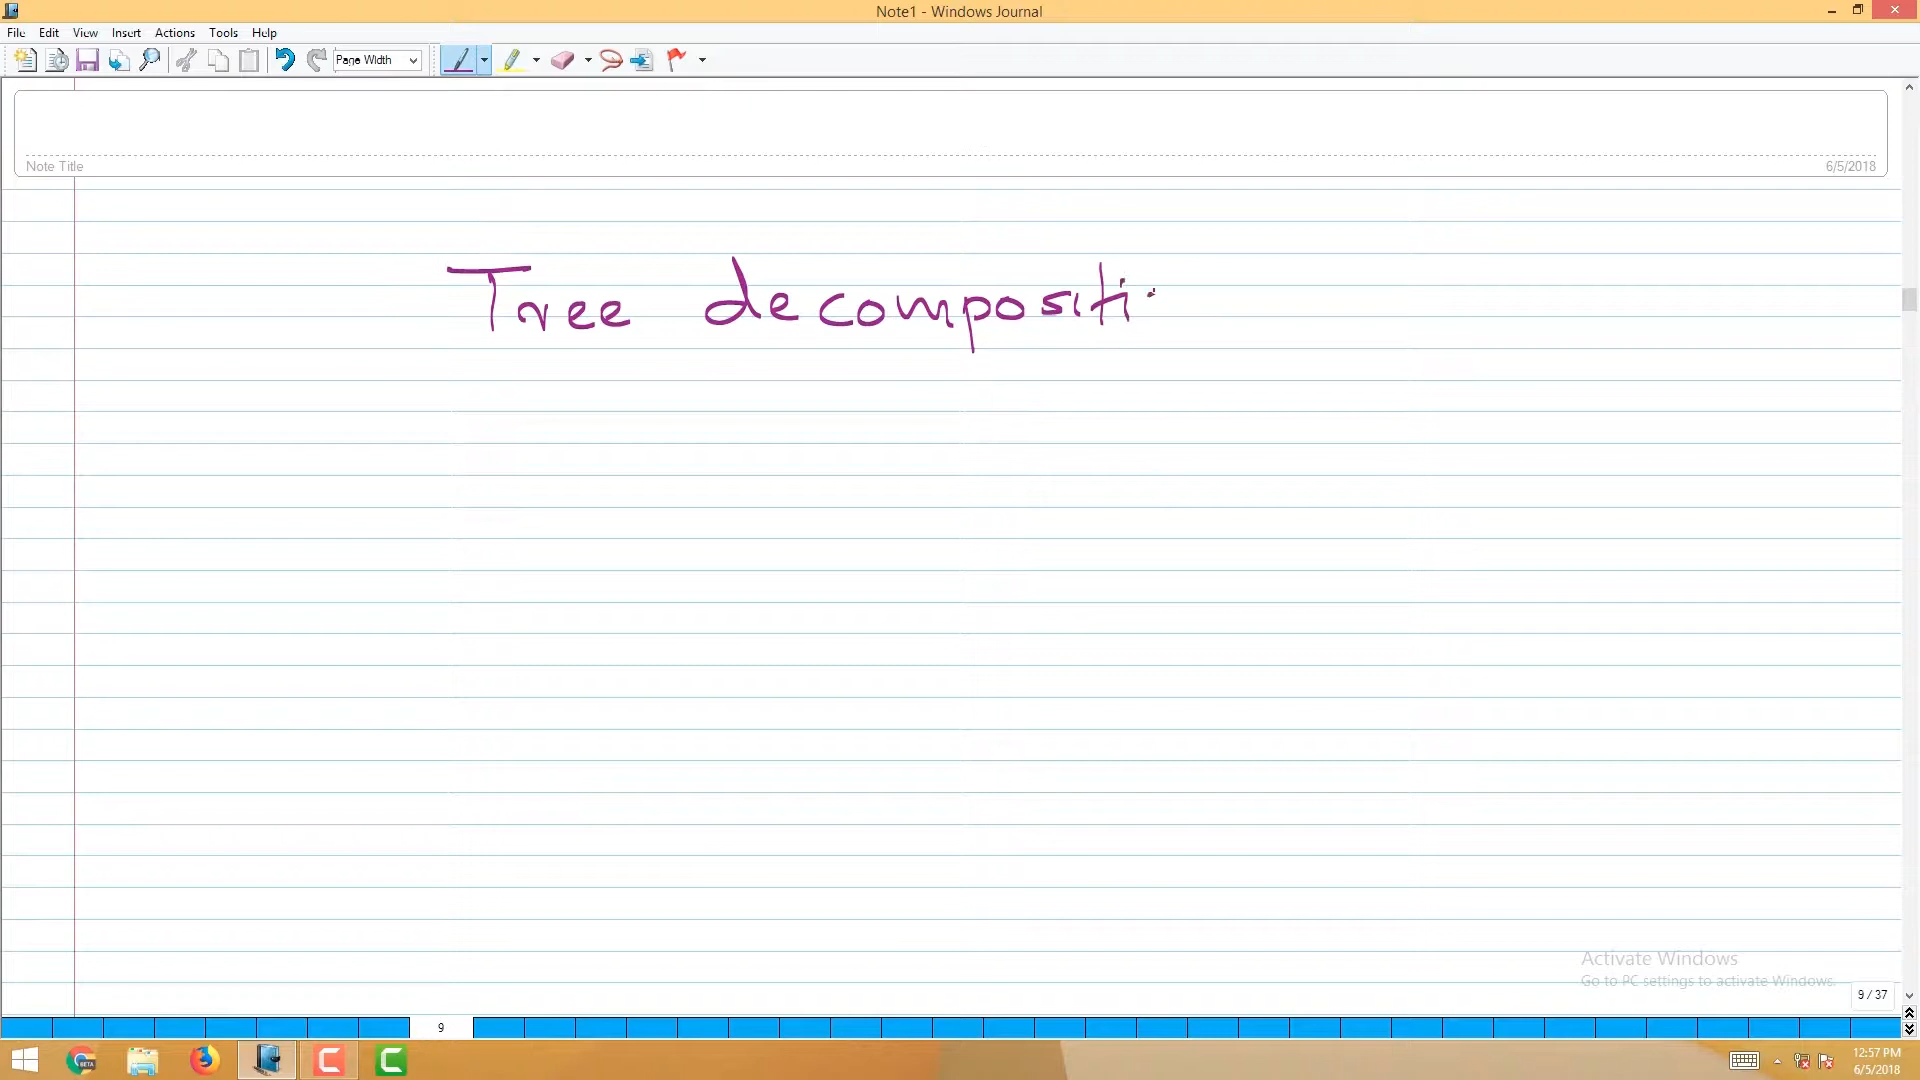 Note1 - Windows Journal
File Edit View Insert Actions Tools Help
Page Width
Note Title 6/5/2018
Tree decompositi
Activate Windows
Go to PC settings to activate Windows.
9 / 37
9
BETA
12:57 PM
6/5/2018